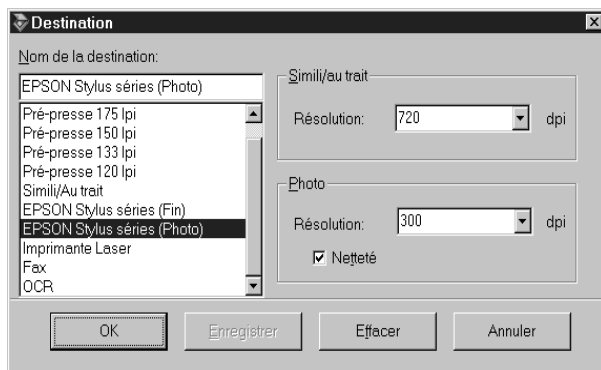 Destination
Nom de la destination:
EPSON Stylus séries (Photo)
Pré-presse 175 lpi
Pré-presse 150 lpi
Pré-presse 133 lpi
Pré-presse 120 lpi
Simili/Au trait
EPSON Stylus séries (Fin)
EPSON Stylus séries (Photo)
Imprimante Laser
Fax
OCR
Simili/au trait
Résolution: 720 dpi
Photo
Résolution: 300 dpi
Netteté
OK Enregistrer Effacer Annuler